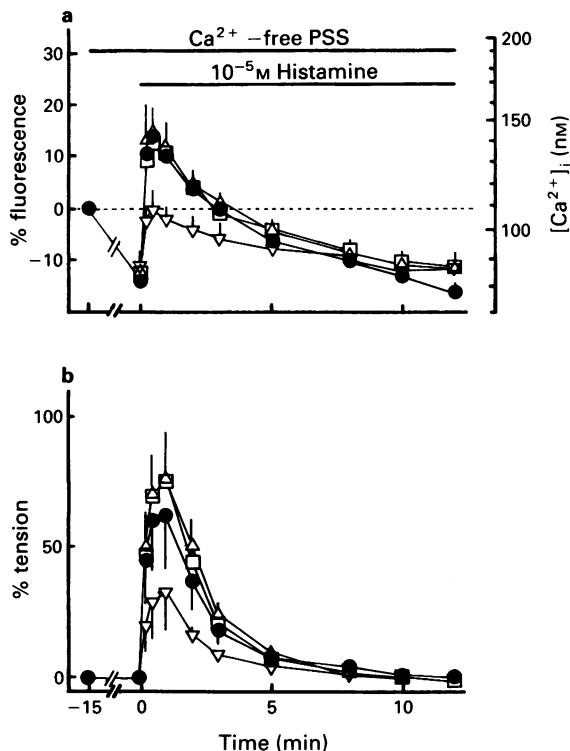 a
Ca²⁺ –free PSS
10⁻⁵M Histamine
30
20
10
0
−10
% fluorescence
200
150
100
[Ca²⁺]ᵢ (nM)
b
100
50
0
% tension
−15
0
5
10
Time (min)